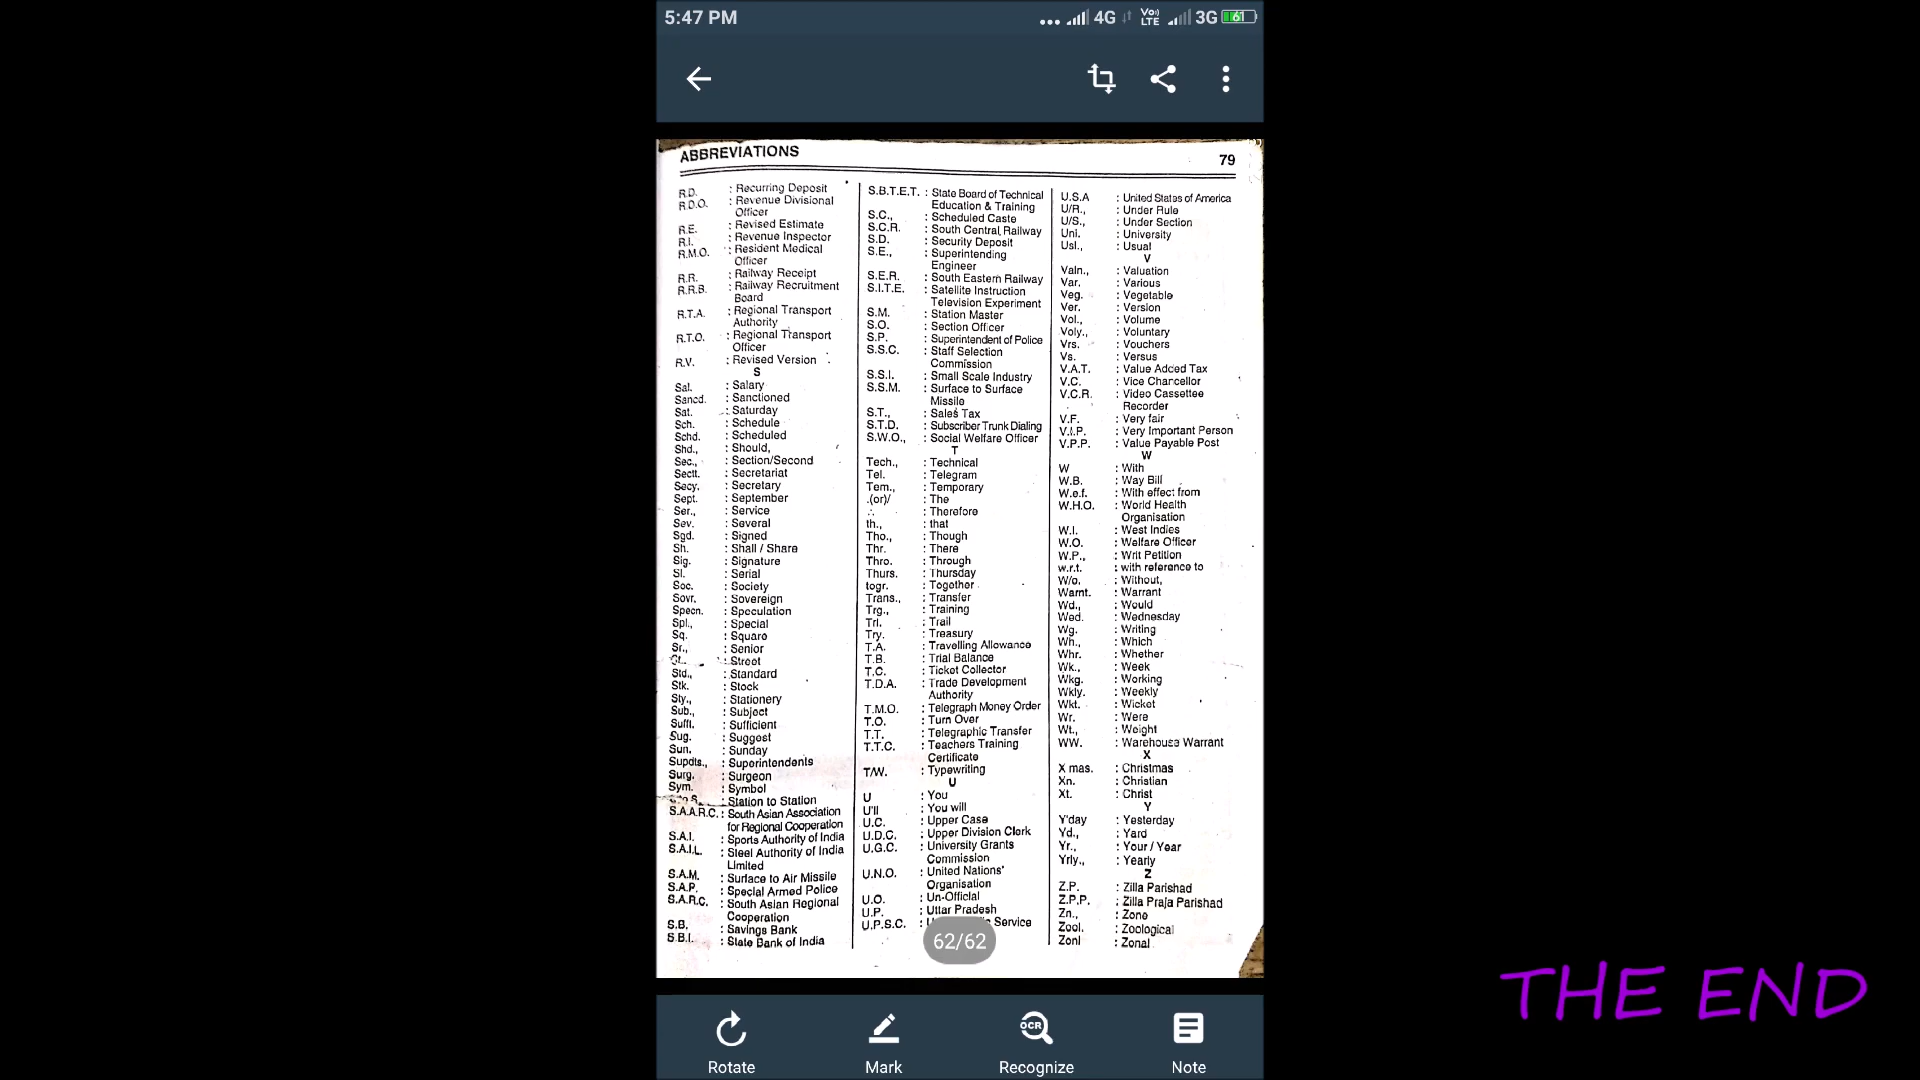 5:47 PM
4G Vo) LTE 3G 61
ABBREVIATIONS
79
R.D. : Recurring Deposit
R.D.O. : Revenue Divisional
Officer
R.E. : Revised Estimate
R.I. : Revenue Inspector
R.M.O. : Resident Medical
Officer
R.R. : Railway Receipt
R.R.B. : Railway Recruitment
Board
R.T.A. : Regional Transport
Authority
R.T.O. : Regional Transport
Officer
R.V. : Revised Version
S
Sal. : Salary
Sancd. : Sanctioned
Sat. : Saturday
Sch. : Schedule
Schd. : Scheduled
Shd., : Should,
Sec., : Section/Second
Sectt. : Secretariat
Secy. : Secretary
Sept. : September
Ser., : Service
Sev. : Several
Sgd. : Signed
Sh. : Shall / Share
Sig. : Signature
Sl. : Serial
Soc. : Society
Sovr. : Sovereign
Specn. : Speculation
Spl., : Special
Sq. : Square
Sr., : Senior
: Street
Std., : Standard
Stk. : Stock
Sty., : Stationery
Sub., : Subject
Sufft. : Sufficient
Sug. : Suggest
Sun. : Sunday
Supdts., : Superintendents
Surg. : Surgeon
Sym. : Symbol
: Station to Station
S.A.A.R.C. : South Asian Association
for Regional Cooperation
S.A.I. : Sports Authority of India
S.A.I.L. : Steel Authority of India
Limited
S.A.M. : Surface to Air Missile
S.A.P. : Special Armed Police
S.A.R.C. : South Asian Regional
Cooperation
S.B. : Savings Bank
S.B.I. : State Bank of India
S.B.T.E.T. : State Board of Technical
Education & Training
S.C., : Scheduled Caste
S.C.R. : South Central Railway
S.D. : Security Deposit
S.E., : Superintending
Engineer
S.E.R. : South Eastern Railway
S.I.T.E. : Satellite Instruction
Television Experiment
S.M. : Station Master
S.O. : Section Officer
S.P. : Superintendent of Police
S.S.C. : Staff Selection
Commission
S.S.I. : Small Scale Industry
S.S.M. : Surface to Surface
Missile
S.T., : Sales Tax
S.T.D. : Subscriber Trunk Dialing
S.W.O., : Social Welfare Officer
T
Tech., : Technical
Tel. : Telegram
Tem., : Temporary
.(or)/ : The
∴ : Therefore
th., : that
Tho., : Though
Thr. : There
Thro. : Through
Thurs. : Thursday
togr. : Together
Trans., : Transfer
Trg., : Training
Trl. : Trail
Try. : Treasury
T.A. : Travelling Allowance
T.B. : Trial Balance
T.C. : Ticket Collector
T.D.A. : Trade Development
Authority
T.M.O. : Telegraph Money Order
T.O. : Turn Over
T.T. : Telegraphic Transfer
T.T.C. : Teachers Training
Certificate
T/W. : Typewriting
U
U : You
U'll : You will
U.C. : Upper Case
U.D.C. : Upper Division Clerk
U.G.C. : University Grants
Commission
U.N.O. : United Nations'
Organisation
U.O. : Un-Official
U.P. : Uttar Pradesh
U.P.S.C. : Service
U.S.A : United States of America
U/R., : Under Rule
U/S., : Under Section
Uni. : University
Usl., : Usual
V
Valn., : Valuation
Var. : Various
Veg. : Vegetable
Ver. : Version
Vol., : Volume
Voly., : Voluntary
Vrs. : Vouchers
Vs. : Versus
V.A.T. : Value Added Tax
V.C. : Vice Chancellor
V.C.R. : Video Cassettee
Recorder
V.F. : Very fair
V.I.P. : Very Important Person
V.P.P. : Value Payable Post
W
W : With
W.B. : Way Bill
W.e.f. : With effect from
W.H.O. : World Health
Organisation
W.I. : West Indies
W.O. : Welfare Officer
W.P., : Writ Petition
w.r.t. : with reference to
W/o. : Without,
Warnt. : Warrant
Wd., : Would
Wed. : Wednesday
Wg. : Writing
Wh., : Which
Whr. : Whether
Wk., : Week
Wkg. : Working
Wkly. : Weekly
Wkt. : Wicket
Wr. : Were
Wt., : Weight
WW. : Warehouse Warrant
X
X mas. : Christmas
Xn. : Christian
Xt. : Christ
Y
Y'day : Yesterday
Yd., : Yard
Yr., : Your / Year
Yrly., : Yearly
Z
Z.P. : Zilla Parishad
Z.P.P. : Zilla Praja Parishad
Zn., : Zone
Zool. : Zoological
Zonl : Zonal
62/62
OCR
Rotate Mark Recognize Note
THE END